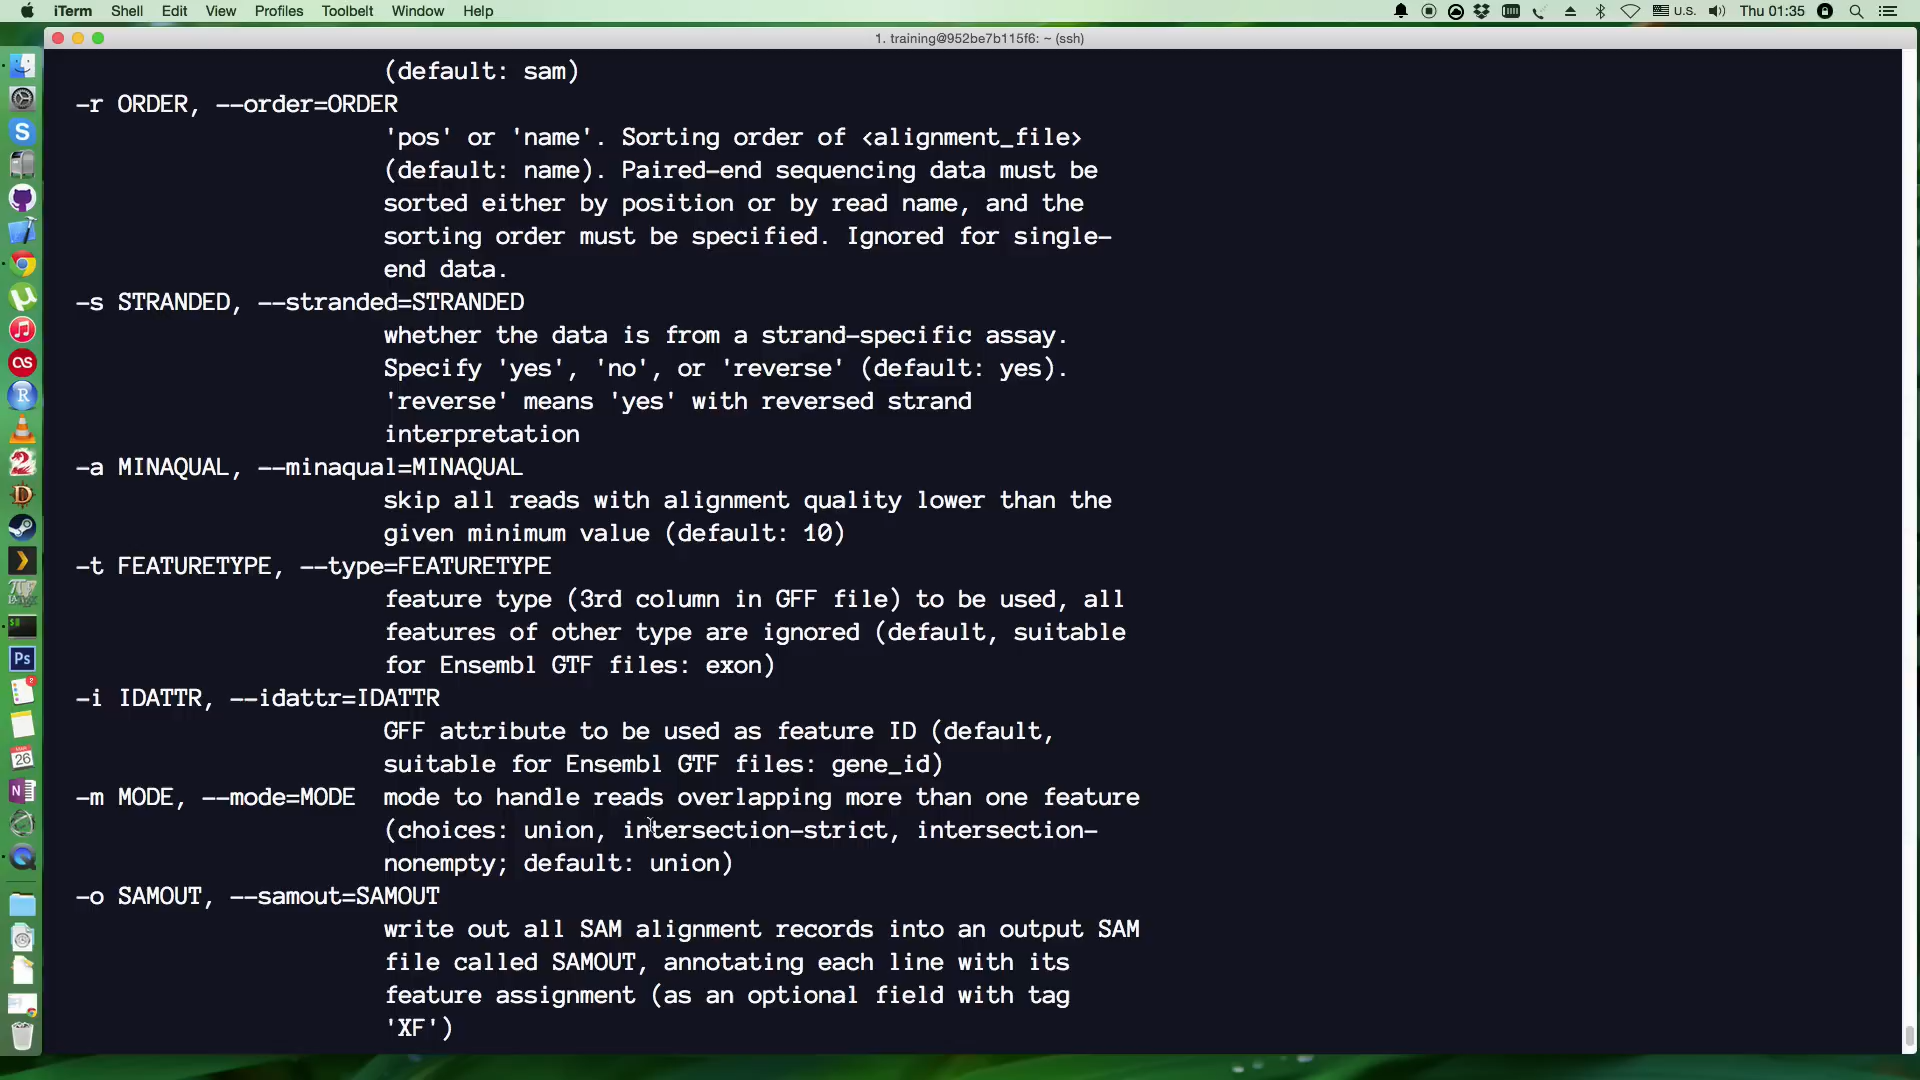 iTerm Shell Edit View Profiles Toolbelt Window Help
U.S. Thu 01:35
1. training@952be7b115f6: ~ (ssh)
(default: sam)
-r ORDER, --order=ORDER
'pos' or 'name'. Sorting order of <alignment_file>
(default: name). Paired-end sequencing data must be
sorted either by position or by read name, and the
sorting order must be specified. Ignored for single-
end data.
-s STRANDED, --stranded=STRANDED
whether the data is from a strand-specific assay.
Specify 'yes', 'no', or 'reverse' (default: yes).
'reverse' means 'yes' with reversed strand
interpretation
-a MINAQUAL, --minaqual=MINAQUAL
skip all reads with alignment quality lower than the
given minimum value (default: 10)
-t FEATURETYPE, --type=FEATURETYPE
feature type (3rd column in GFF file) to be used, all
features of other type are ignored (default, suitable
for Ensembl GTF files: exon)
-i IDATTR, --idattr=IDATTR
GFF attribute to be used as feature ID (default,
suitable for Ensembl GTF files: gene_id)
-m MODE, --mode=MODE mode to handle reads overlapping more than one feature
(choices: union, intersection-strict, intersection-
nonempty; default: union)
-o SAMOUT, --samout=SAMOUT
write out all SAM alignment records into an output SAM
file called SAMOUT, annotating each line with its
feature assignment (as an optional field with tag
'XF')